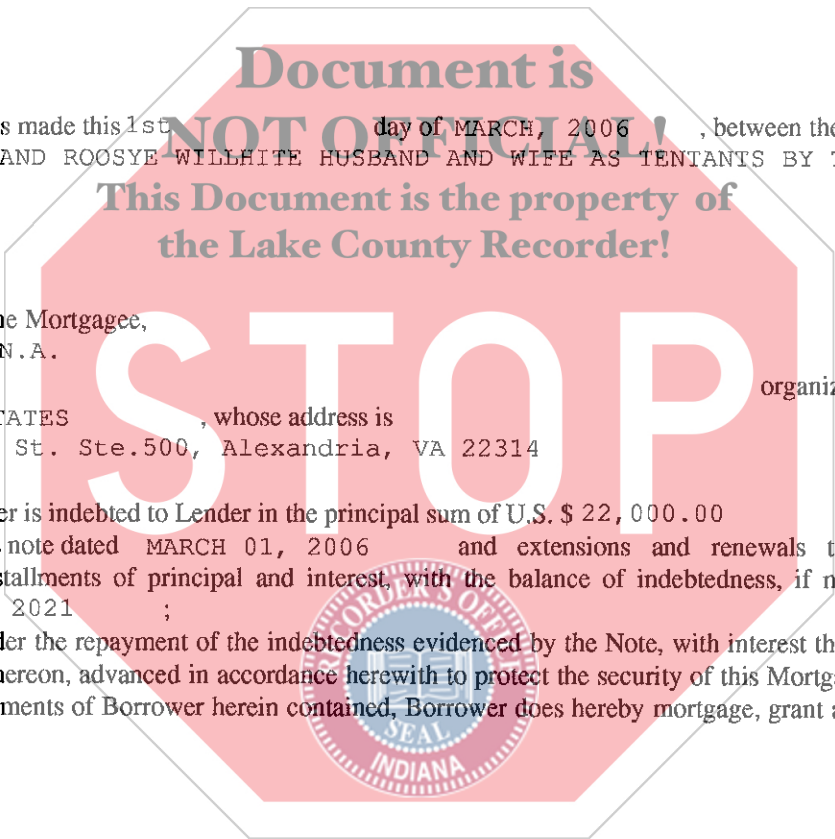 Document is
s made this 1st day of MARCH, 2006 , between the
NOT OFFICIAL!
AND ROOSYE WILLHITE HUSBAND AND WIFE AS TENTANTS BY T
This Document is the property of
the Lake County Recorder!
e Mortgagee,
N.A.
STOP
organiz
TATES , whose address is
St. Ste.500, Alexandria, VA 22314
er is indebted to Lender in the principal sum of U.S. $ 22,000.00
note dated MARCH 01, 2006 and extensions and renewals t
stallments of principal and interest, with the balance of indebtedness, if n
2021 ;
der the repayment of the indebtedness evidenced by the Note, with interest th
hereon, advanced in accordance herewith to protect the security of this Mortga
ments of Borrower herein contained, Borrower does hereby mortgage, grant a
RECORDER'S OFFICE
SEAL
INDIANA